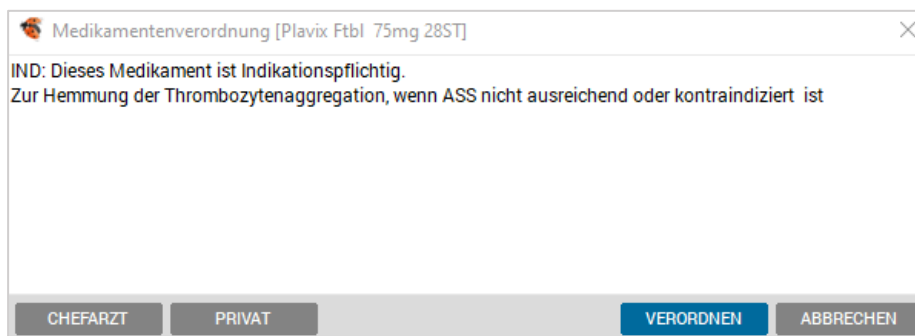 Medikamentenverordnung [Plavix Ftbl 75mg 28ST]
IND: Dieses Medikament ist Indikationspflichtig.
Zur Hemmung der Thrombozytenaggregation, wenn ASS nicht ausreichend oder kontraindiziert ist
CHEFARZT PRIVAT VERORDNEN ABBRECHEN